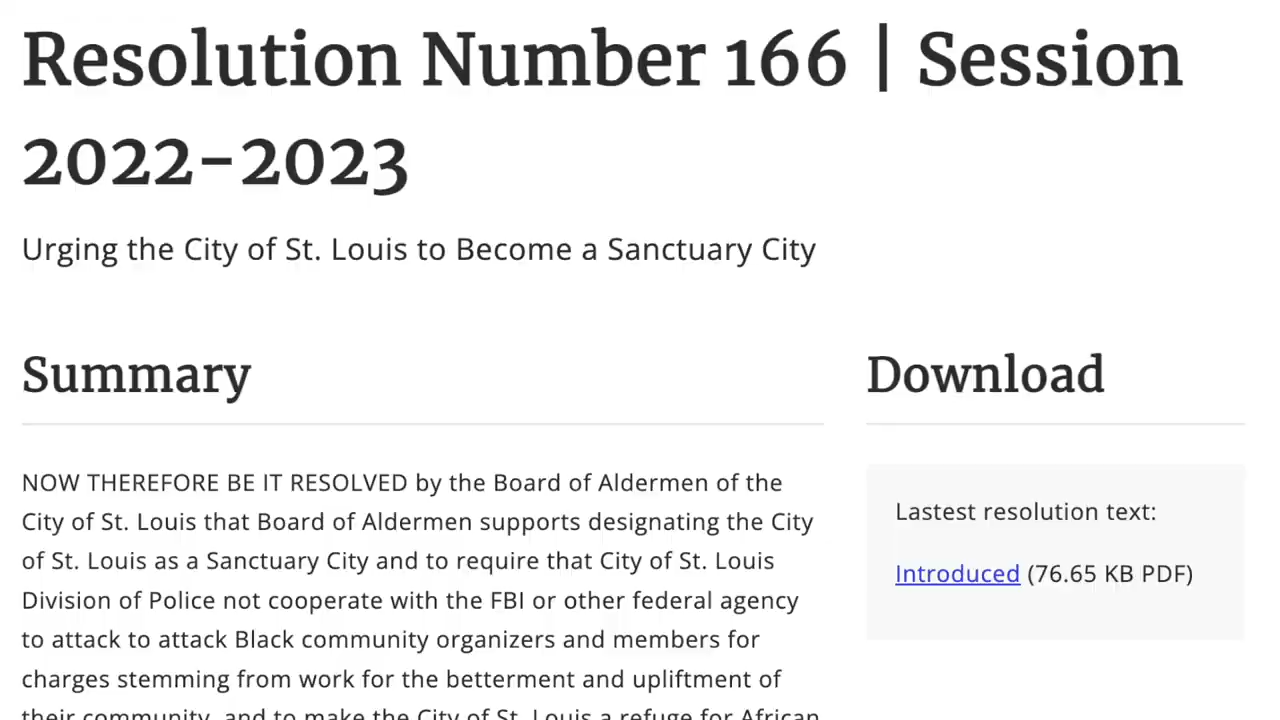 Resolution Number 166 | Session
2022-2023
Urging the City of St. Louis to Become a Sanctuary City
Summary
NOW THEREFORE BE IT RESOLVED by the Board of Aldermen of the
City of St. Louis that Board of Aldermen supports designating the City
of St. Louis as a Sanctuary City and to require that City of St. Louis
Division of Police not cooperate with the FBI or other federal agency
to attack to attack Black community organizers and members for
charges stemming from work for the betterment and upliftment of
their community, and to make the City of St. Louis a refuge for African
Download
Lastest resolution text:
Introduced (76.65 KB PDF)